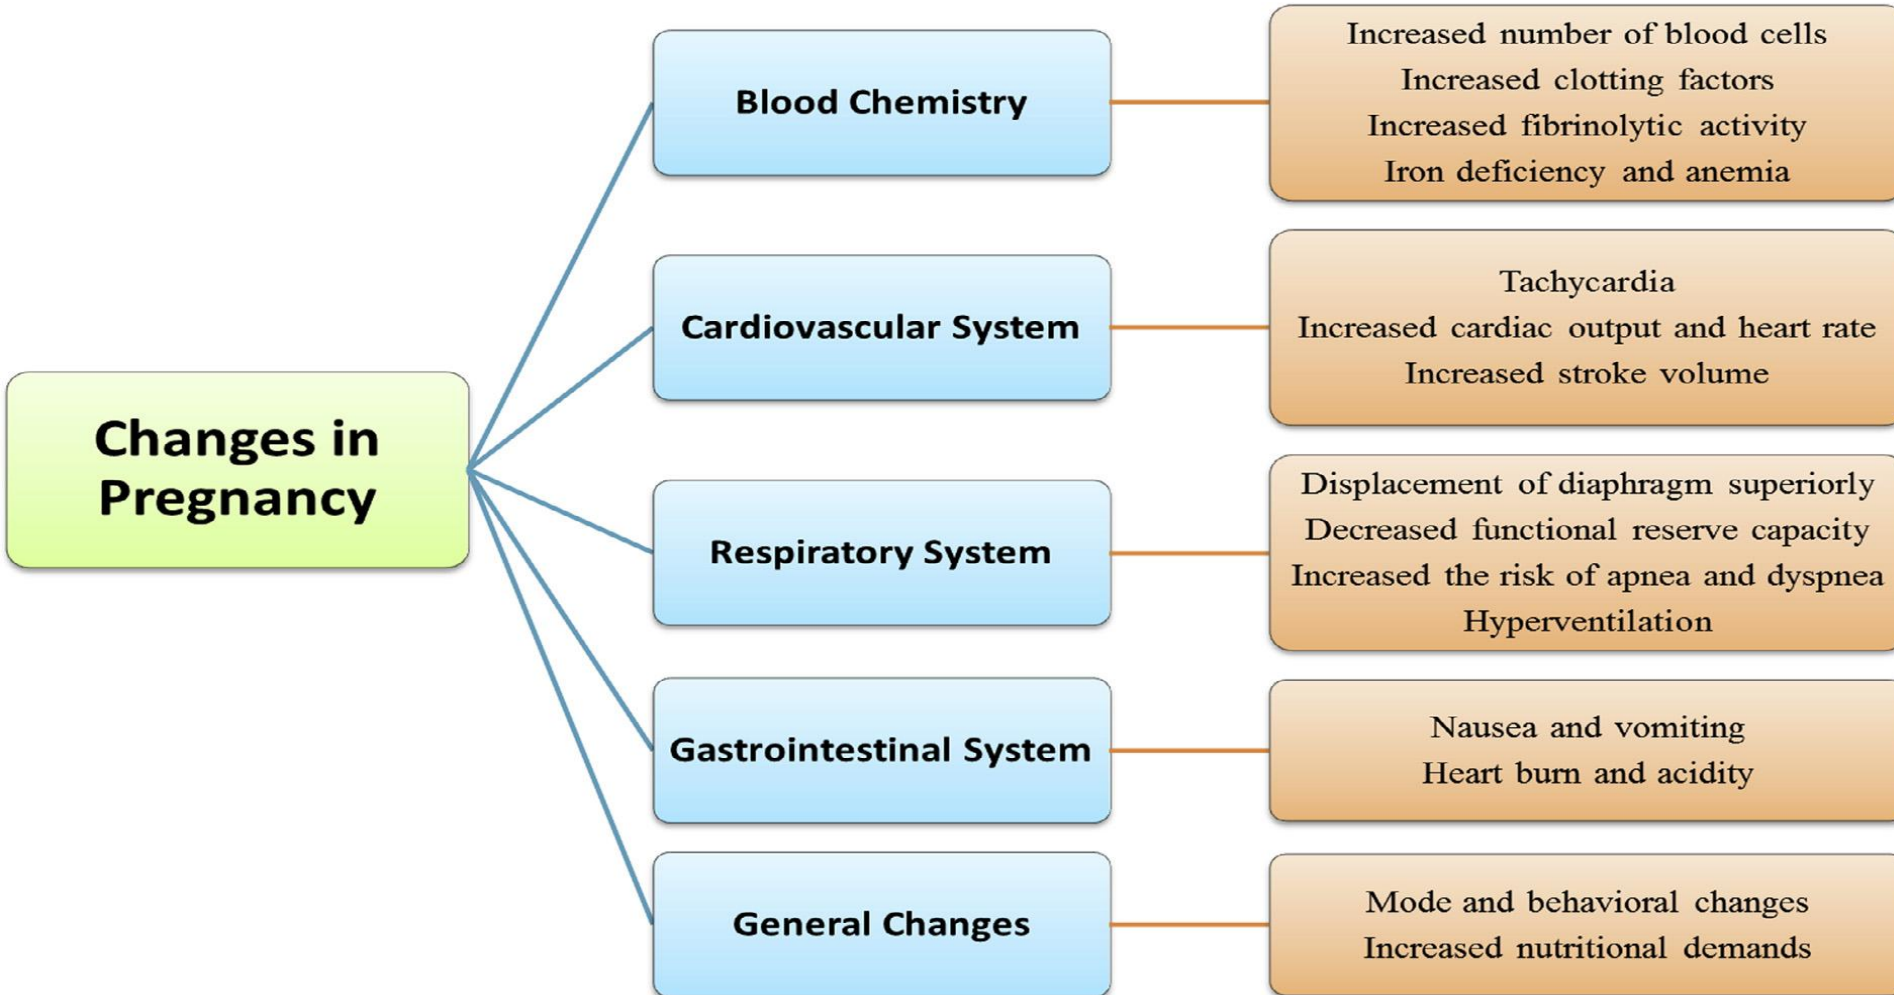 Changes in
Pregnancy
Blood Chemistry
Increased number of blood cells
Increased clotting factors
Increased fibrinolytic activity
Iron deficiency and anemia
Cardiovascular System
Tachycardia
Increased cardiac output and heart rate
Increased stroke volume
Respiratory System
Displacement of diaphragm superiorly
Decreased functional reserve capacity
Increased the risk of apnea and dyspnea
Hyperventilation
Gastrointestinal System
Nausea and vomiting
Heart burn and acidity
General Changes
Mode and behavioral changes
Increased nutritional demands